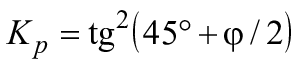 K_p = tg²(45° + φ / 2)